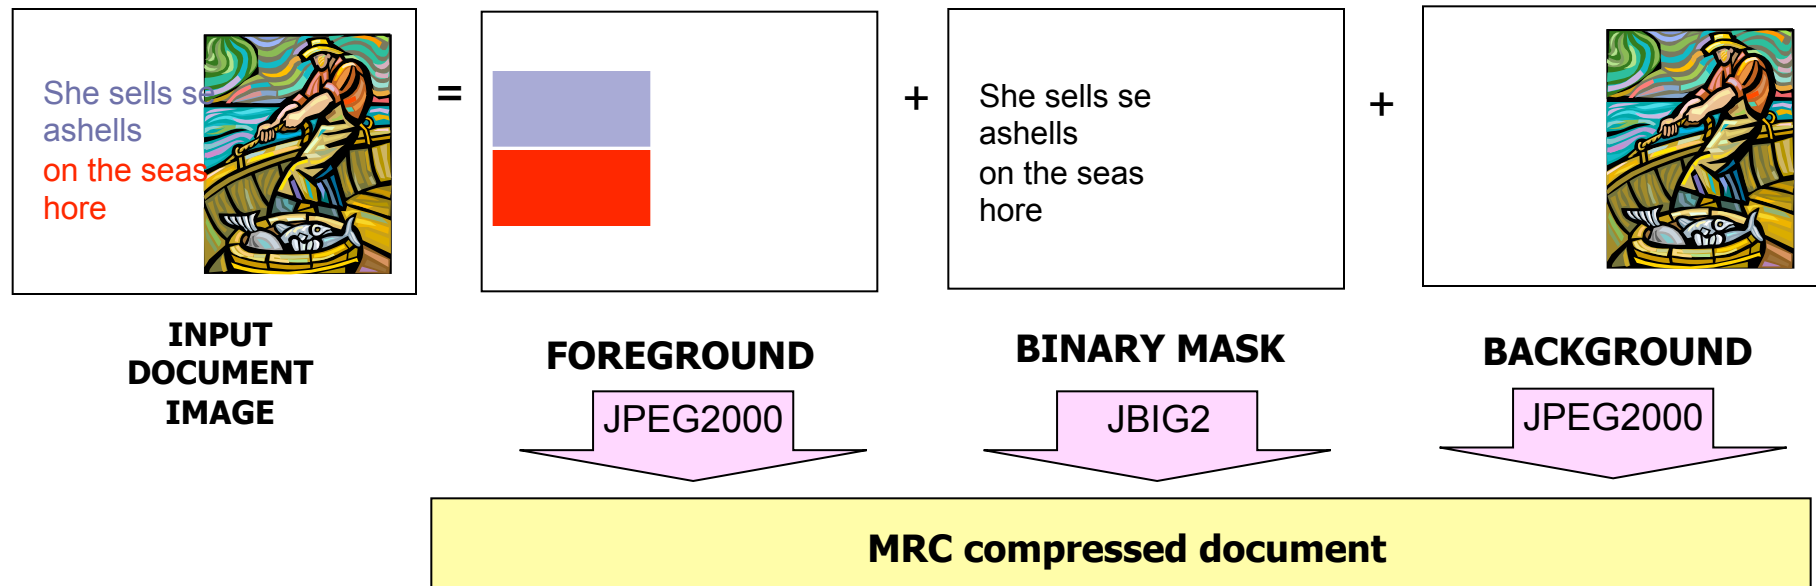 She sells se
ashells
on the seas
hore
=
+
She sells se
ashells
on the seas
hore
+
INPUT
DOCUMENT
IMAGE
FOREGROUND
BINARY MASK
BACKGROUND
JPEG2000
JBIG2
JPEG2000
MRC compressed document